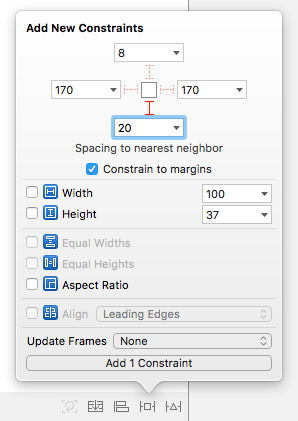 Add New Constraints
8
170 170
20
Spacing to nearest neighbor
Constrain to margins
Width 100
Height 37
Equal Widths
Equal Heights
Aspect Ratio
Align Leading Edges
Update Frames None
Add 1 Constraint